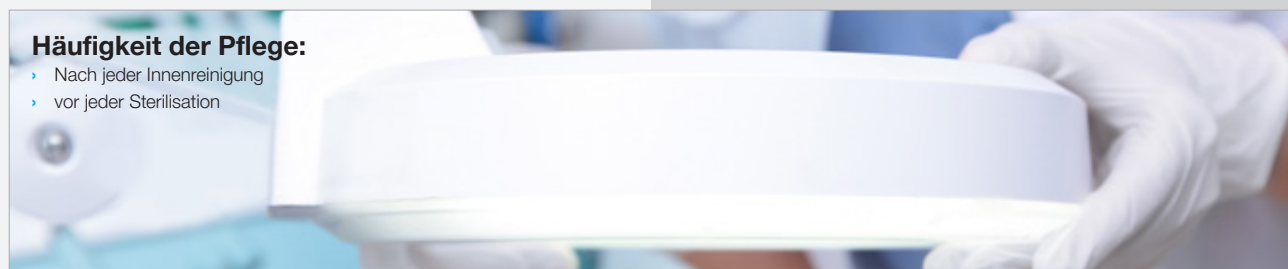 Häufigkeit der Pflege:
› Nach jeder Innenreinigung
› vor jeder Sterilisation